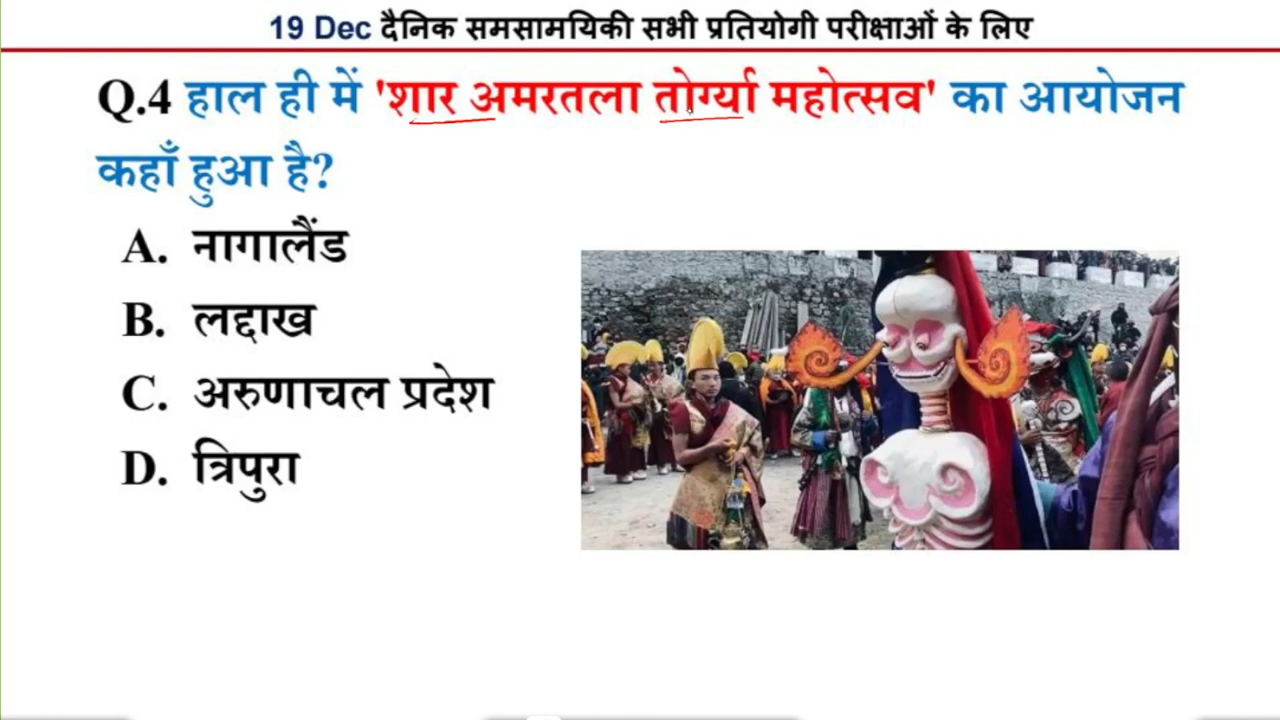 19 Dec दैनिक समसामयिकी सभी प्रतियोगी परीक्षाओं के लिए
Q.4 हाल ही में 'शार अमरतला तोर्ग्या महोत्सव' का आयोजन
कहाँ हुआ है?
A. नागालैंड
B. लद्दाख
C. अरुणाचल प्रदेश
D. त्रिपुरा